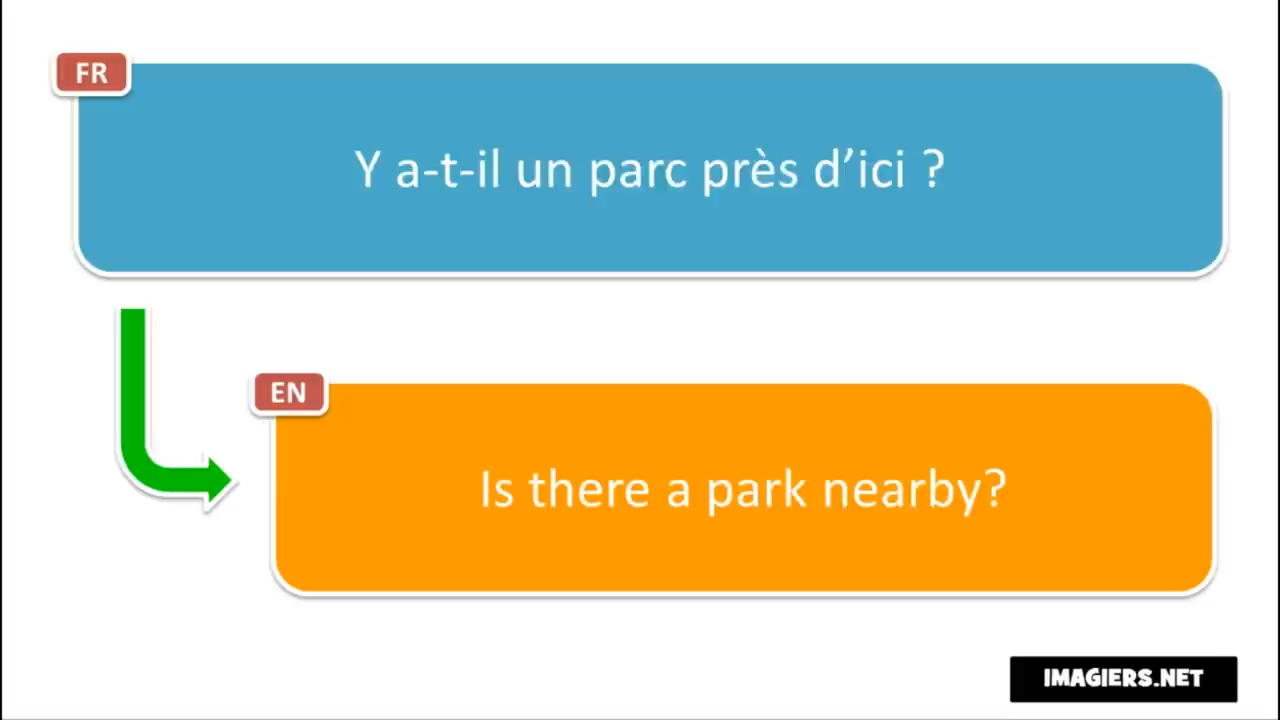 FR
Y a-t-il un parc près d’ici ?
EN
Is there a park nearby?
IMAGIERS.NET